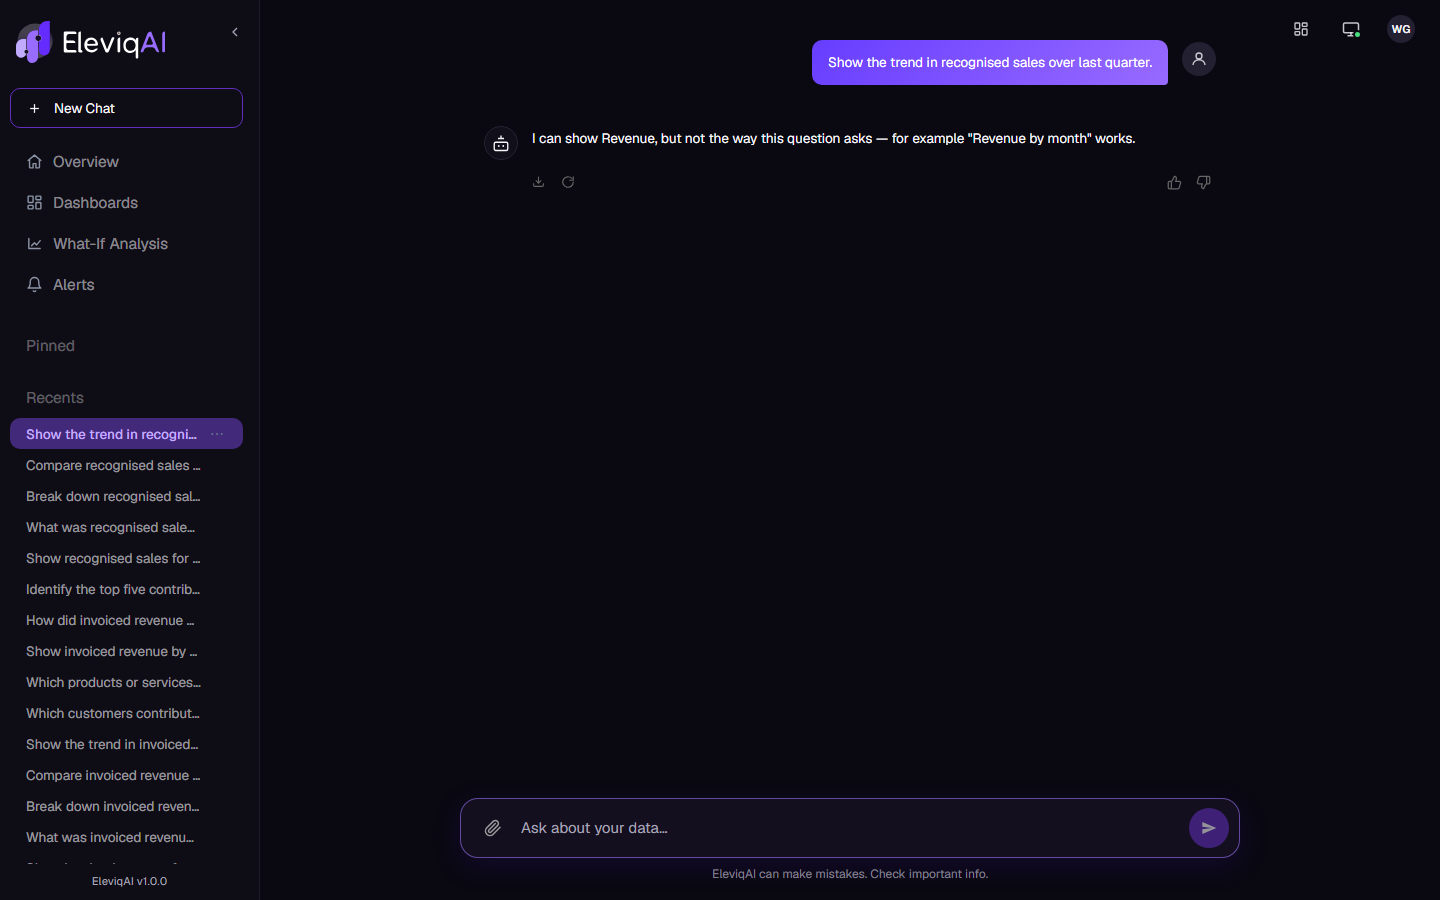 EleviqAI
New Chat
Overview
Dashboards
What-If Analysis
Alerts
Pinned
Recents
Show the trend in recogni...
Compare recognised sales ...
Break down recognised sal...
What was recognised sale...
Show recognised sales for ...
Identify the top five contrib...
How did invoiced revenue ...
Show invoiced revenue by ...
Which products or services...
Which customers contribut...
Show the trend in invoiced...
Compare invoiced revenue ...
Break down invoiced reven...
What was invoiced revenu...
EleviqAI v1.0.0
WG
Show the trend in recognised sales over last quarter.
I can show Revenue, but not the way this question asks — for example "Revenue by month" works.
Ask about your data...
EleviqAI can make mistakes. Check important info.